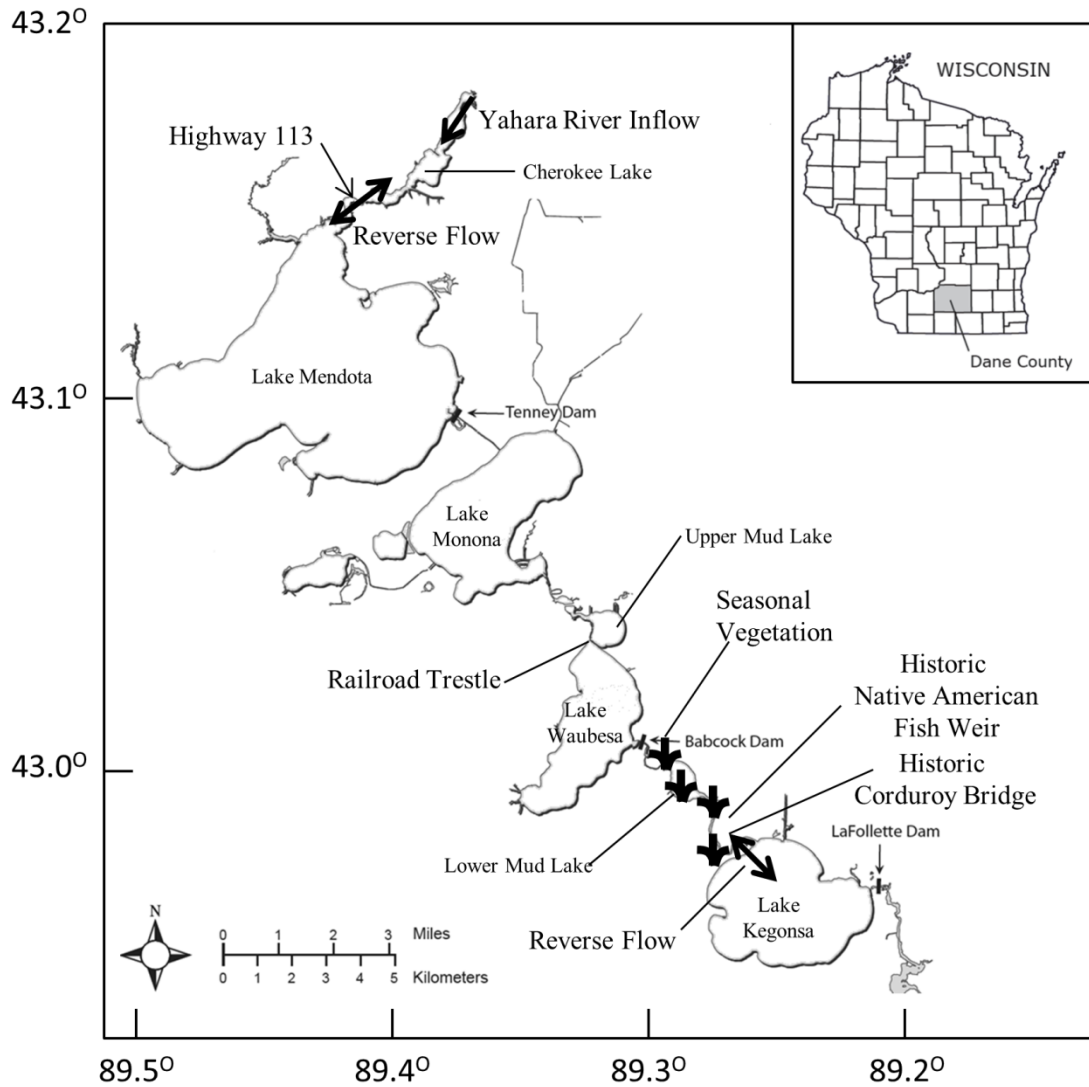 43.2°
WISCONSIN
Highway 113
Yahara River Inflow
Cherokee Lake
Reverse Flow
Dane County
Lake Mendota
43.1°
Tenney Dam
Lake
Monona
Upper Mud Lake
Seasonal
Vegetation
Railroad Trestle
Historic
Native American
Fish Weir
Lake
Waubesa
Babcock Dam
43.0°
Historic
Corduroy Bridge
LaFollette Dam
Lower Mud Lake
Lake
Kegonsa
Reverse Flow
N
0 1 2 3 Miles
0 1 2 3 4 5 Kilometers
89.5° 89.4° 89.3° 89.2°